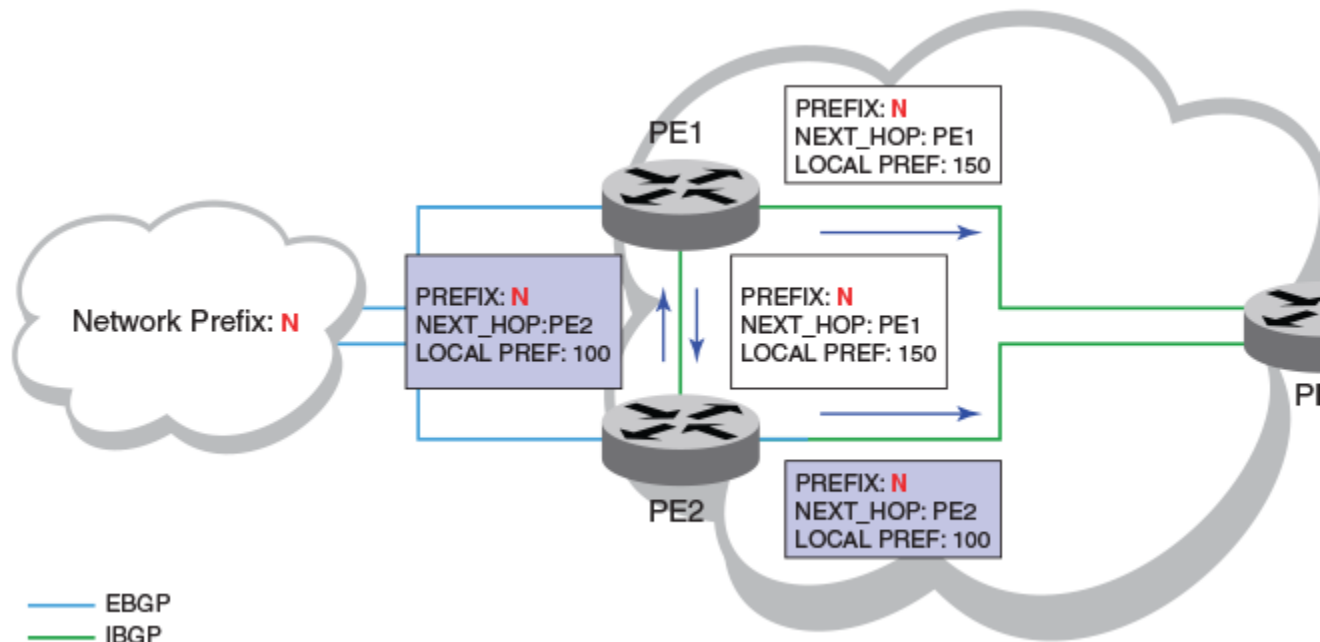 PREFIX: N
NEXT_HOP: PE1
LOCAL PREF: 150
PE1
Network Prefix: N
PREFIX: N
NEXT_HOP:PE2
LOCAL PREF: 100
PREFIX: N
NEXT_HOP: PE1
LOCAL PREF: 150
PE2
PREFIX: N
NEXT_HOP: PE2
LOCAL PREF: 100
EBGP
IBGP